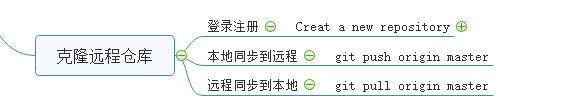 登录注册 Creat a new repository
克隆远程仓库
本地同步到远程 git push origin master
远程同步到本地 git pull origin master